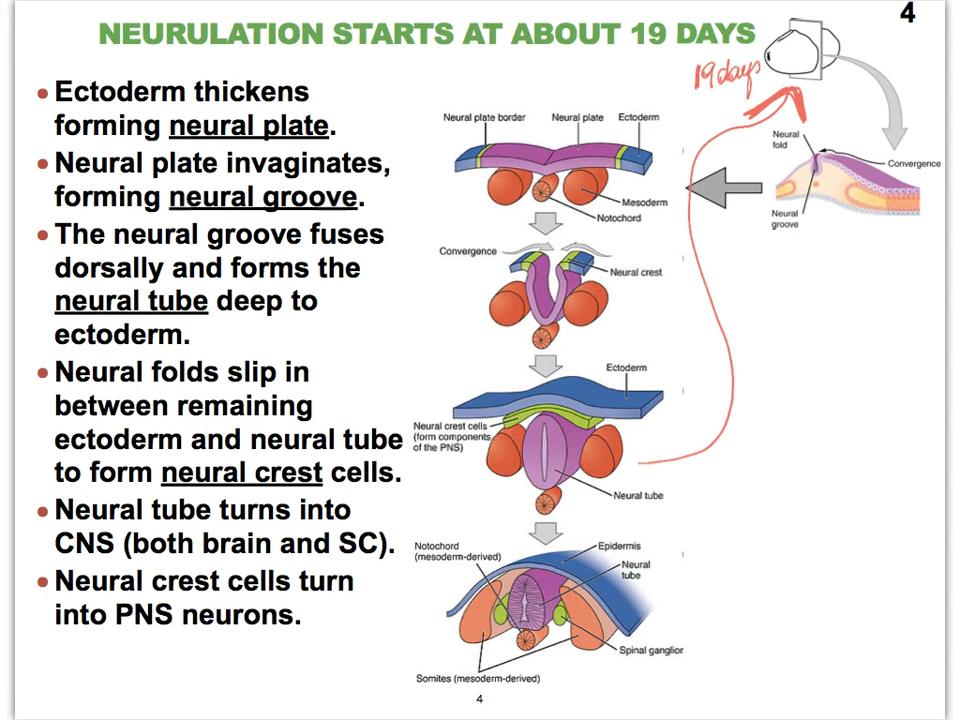 4
NEURULATION STARTS AT ABOUT 19 DAYS
19 days
• Ectoderm thickens
forming neural plate.
• Neural plate invaginates,
forming neural groove.
• The neural groove fuses
dorsally and forms the
neural tube deep to
ectoderm.
• Neural folds slip in
between remaining
ectoderm and neural tube
to form neural crest cells.
• Neural tube turns into
CNS (both brain and SC).
• Neural crest cells turn
into PNS neurons.
Neural plate border
Neural plate
Ectoderm
Mesoderm
Notochord
Neural
fold
Convergence
Neural
groove
Convergence
Neural crest
Ectoderm
Neural crest cells
(form components
of the PNS)
Neural tube
Notochord
(mesoderm-derived)
Epidermis
Neural
tube
Spinal ganglior
Somites (mesoderm-derived)
4